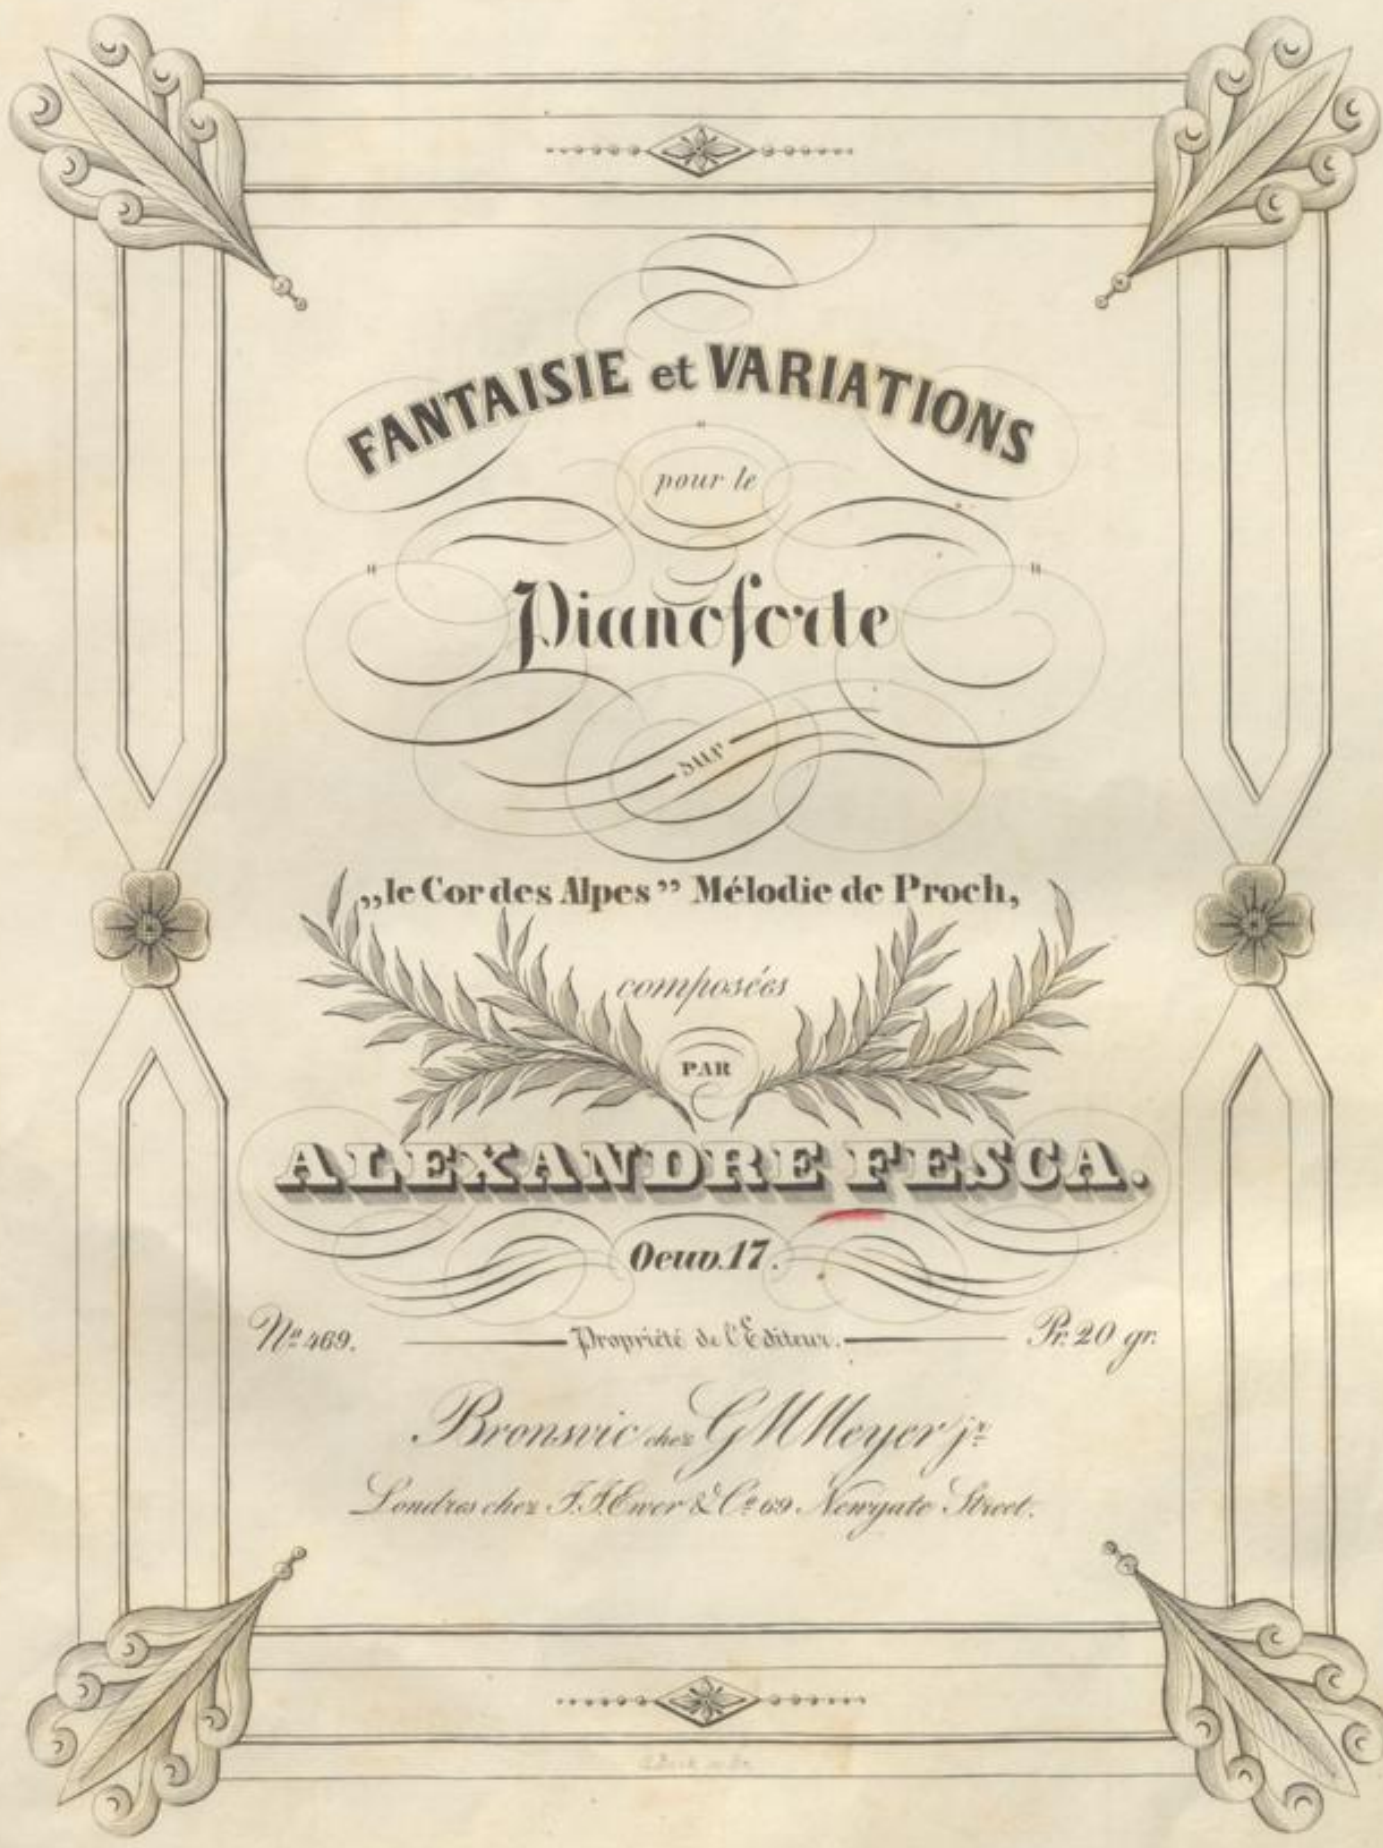 FANTAISIE et VARIATIONS
pour le
Pianoforte
sur
„le Cor des Alpes” Mélodie de Proch,
composées
PAR
ALEXANDRE FESCA.
Oeuv. 17.
Nº 469. Propriété de l'Editeur. Pr. 20 gr.
Bronsvic chez G M Meyer jr
Londres chez J. J. Ewer & Cº 69 Newgate Street.